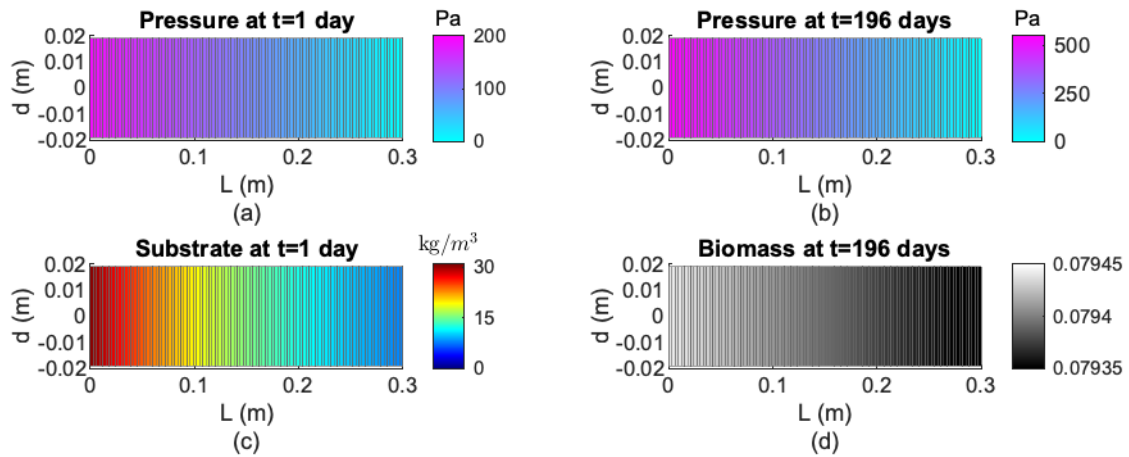 Pressure at t=1 day
Pa
0.02
0.01
0
-0.01
-0.02
d (m)
200
100
0
0
0.1
0.2
0.3
L (m)
(a)
Pressure at t=196 days
Pa
0.02
0.01
0
-0.01
-0.02
d (m)
500
250
0
0
0.1
0.2
0.3
L (m)
(b)
Substrate at t=1 day
kg/m³
0.02
0.01
0
-0.01
-0.02
d (m)
30
15
0
0
0.1
0.2
0.3
L (m)
(c)
Biomass at t=196 days
0.02
0.01
0
-0.01
-0.02
d (m)
0.07945
0.0794
0.07935
0
0.1
0.2
0.3
L (m)
(d)